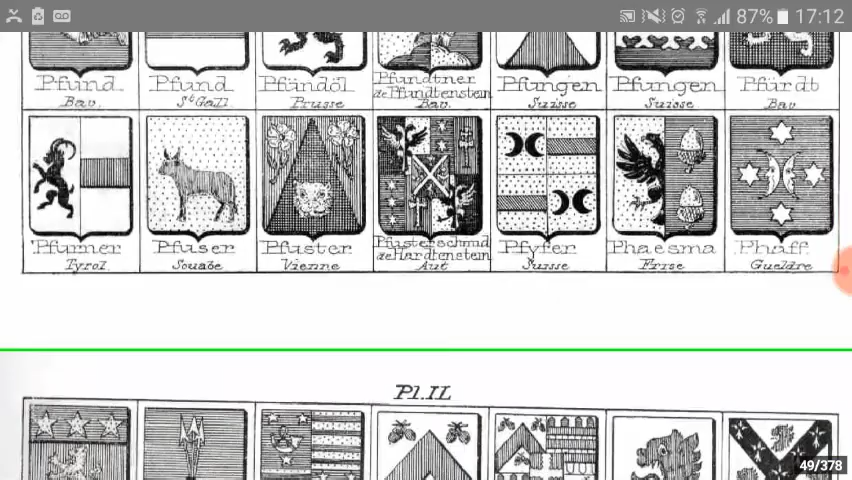 87% 17:12
Pfund
Bav.
Pfund
St Gall
Pfündöl
Prusse
Pfundtner
de Pfundtenstein
Bav.
Pfungen
Suisse
Pfungen
Suisse
Pfürdt
Bav
Pfurner
Tyrol
Pfuser
Souabe
Pfuster
Vienne
Pfusterschmid
de Hardtenstein
Aut
Pfyfer
Suisse
Phaesma
Frise
Phaff
Gueldre
Pl. II.
49/378